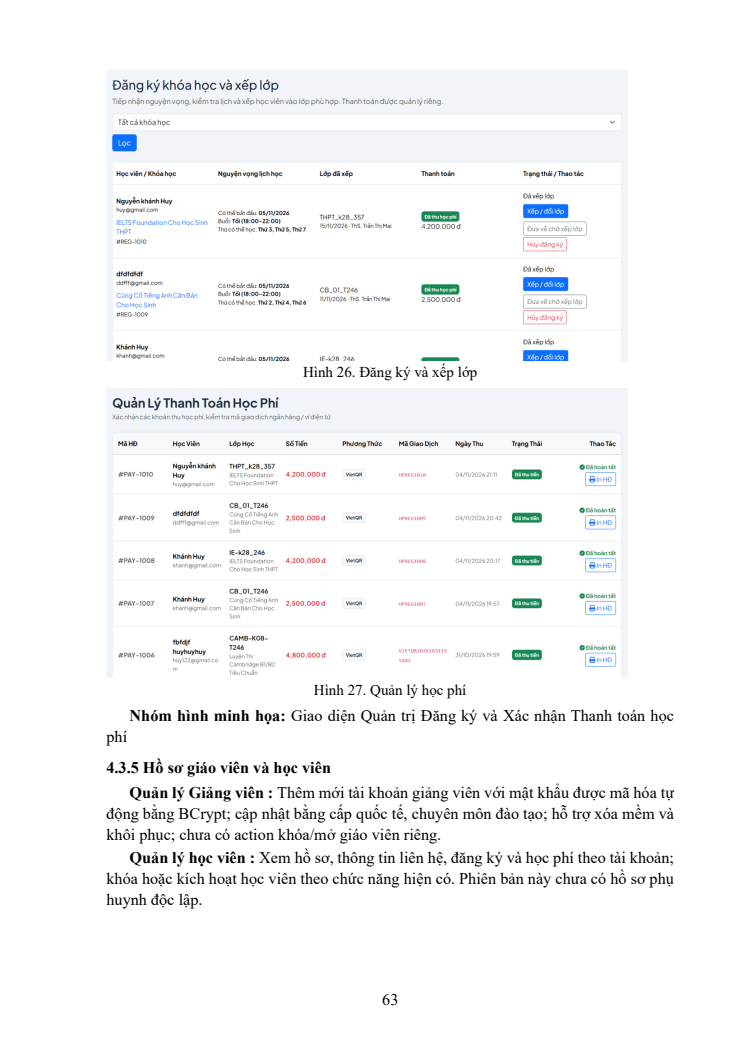 Đăng ký khóa học và xếp lớp
Tiếp nhận nguyện vọng, kiểm tra lịch và xếp học viên vào lớp phù hợp. Thanh toán được quản lý riêng.
Tất cả khóa học
Lọc
Học viên / Khóa học Nguyện vọng lịch học Lớp đã xếp Thanh toán Trạng thái / Thao tác
Nguyễn khánh Huy
huy@gmail.com
IELTS Foundation Cho Học Sinh
THPT
#REG-1010
Có thể bắt đầu: 05/11/2026
Buổi: Tối (18:00–22:00)
Thứ có thể học: Thứ 3, Thứ 5, Thứ 7
THPT_k28_357
15/11/2026 · ThS. Trần Thị Mai
Đã thu học phí
4,200,000 đ
Đã xếp lớp
Xếp / đổi lớp
Đưa về chờ xếp lớp
Hủy đăng ký
dfdfdfdf
ddfff@gmail.com
Củng Cố Tiếng Anh Căn Bản
Cho Học Sinh
#REG-1009
Có thể bắt đầu: 05/11/2026
Buổi: Tối (18:00–22:00)
Thứ có thể học: Thứ 2, Thứ 4, Thứ 6
CB_01_T246
11/11/2026 · ThS. Trần Thị Mai
Đã thu học phí
2,500,000 đ
Đã xếp lớp
Xếp / đổi lớp
Đưa về chờ xếp lớp
Hủy đăng ký
Khánh Huy
khanh@gmail.com
Có thể bắt đầu: 05/11/2026
IE-k28_246
Đã xếp lớp
Xếp / đổi lớp
Hình 26. Đăng ký và xếp lớp
Quản Lý Thanh Toán Học Phí
Xác nhận các khoản thu học phí, kiểm tra mã giao dịch ngân hàng / ví điện tử
Mã HĐ Học Viên Lớp Học Số Tiền Phương Thức Mã Giao Dịch Ngày Thu Trạng Thái Thao Tác
#PAY-1010
Nguyễn khánh
Huy
huy@gmail.com
THPT_k28_357
IELTS Foundation
Cho Học Sinh THPT
4,200,000 đ
VietQR
HPREG1010
04/11/2026 21:11
Đã thu tiền
Đã hoàn tất
In HĐ
#PAY-1009
dfdfdfdf
ddfff@gmail.com
CB_01_T246
Củng Cố Tiếng Anh
Căn Bản Cho Học
Sinh
2,500,000 đ
VietQR
HPREG1009
04/11/2026 20:42
Đã thu tiền
Đã hoàn tất
In HĐ
#PAY-1008
Khánh Huy
khanh@gmail.com
IE-k28_246
IELTS Foundation
Cho Học Sinh THPT
4,200,000 đ
VietQR
HPREG1008
04/11/2026 20:17
Đã thu tiền
Đã hoàn tất
In HĐ
#PAY-1007
Khánh Huy
khanh@gmail.com
CB_01_T246
Củng Cố Tiếng Anh
Căn Bản Cho Học
Sinh
2,500,000 đ
VietQR
HPREG1007
04/11/2026 19:57
Đã thu tiền
Đã hoàn tất
In HĐ
#PAY-1006
fbfdjf
huyhuyhuy
huy122@gmail.co
m
CAMB-K08-
T246
Luyện Thi
Cambridge B1/B2
Tiêu Chuẩn
4,800,000 đ
VietQR
31/10/2026 19:59
Đã thu tiền
Đã hoàn tất
In HĐ
Hình 27. Quản lý học phí
Nhóm hình minh họa: Giao diện Quản trị Đăng ký và Xác nhận Thanh toán học
phí
4.3.5 Hồ sơ giáo viên và học viên
Quản lý Giảng viên : Thêm mới tài khoản giảng viên với mật khẩu được mã hóa tự
động bằng BCrypt; cập nhật bằng cấp quốc tế, chuyên môn đào tạo; hỗ trợ xóa mềm và
khôi phục; chưa có action khóa/mở giáo viên riêng.
Quản lý học viên : Xem hồ sơ, thông tin liên hệ, đăng ký và học phí theo tài khoản;
khóa hoặc kích hoạt học viên theo chức năng hiện có. Phiên bản này chưa có hồ sơ phụ
huynh độc lập.
63